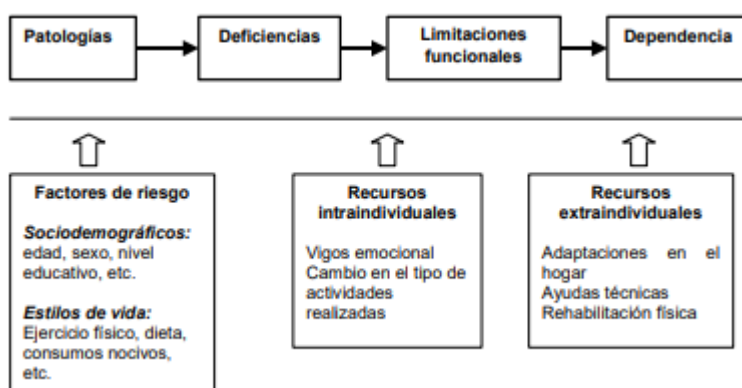 Patologías
Deficiencias
Limitaciones
funcionales
Dependencia
Factores de riesgo
Sociodemográficos:
edad, sexo, nivel
educativo, etc.
Estilos de vida:
Ejercicio físico, dieta,
consumos nocivos,
etc.
Recursos
intraindividuales
Vigos emocional
Cambio en el tipo de
actividades
realizadas
Recursos
extraindividuales
Adaptaciones en el
hogar
Ayudas técnicas
Rehabilitación física